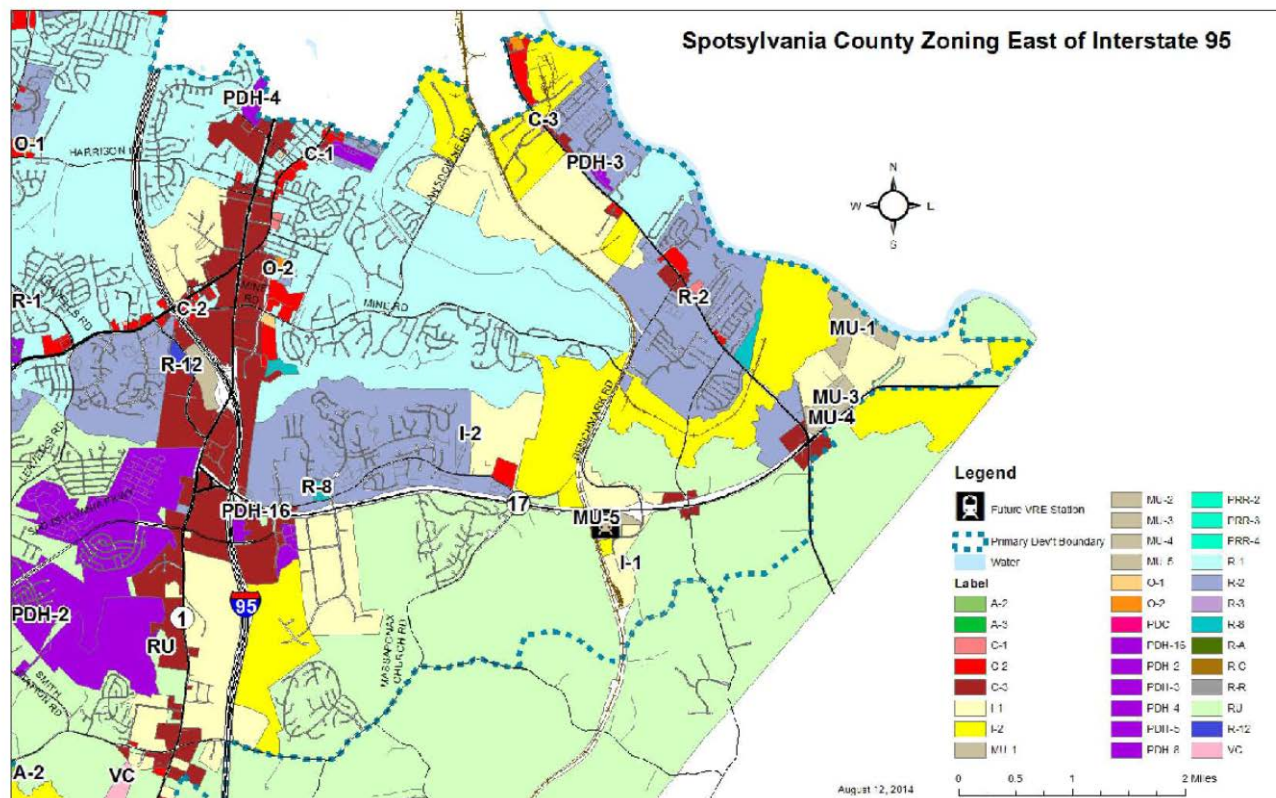 Spotsylvania County Zoning East of Interstate 95
PDH-4
C-3
O-1
HARRISON
C-1
PDH-3
N
W
S
O-2
MINE
RD
R-1
C-2
MINE RD
R-2
MU-1
R-12
MU-3
MU-4
I-2
R-8
PDH-16
17
MU-5
I-1
95
PDH-2
1
RU
MASSAPONAX
CHURCH RD
SMITH
STATION RD
A-2
VC
Legend
Future VRE Station
Primary Dev't Boundary
Water
Label
A-2
A-3
C-1
C-2
C-3
I-1
I-2
MU-1
MU-2
MU-3
MU-4
MU-5
O-1
O-2
PDC
PDH-16
PDH-2
PDH-3
PDH-4
PDH-5
PDH-8
PRR-2
PRR-3
PRR-4
R-1
R-2
R-3
R-8
R-A
R-C
R-R
RU
R-12
VC
August 12, 2014
0 0.5 1 2 Miles